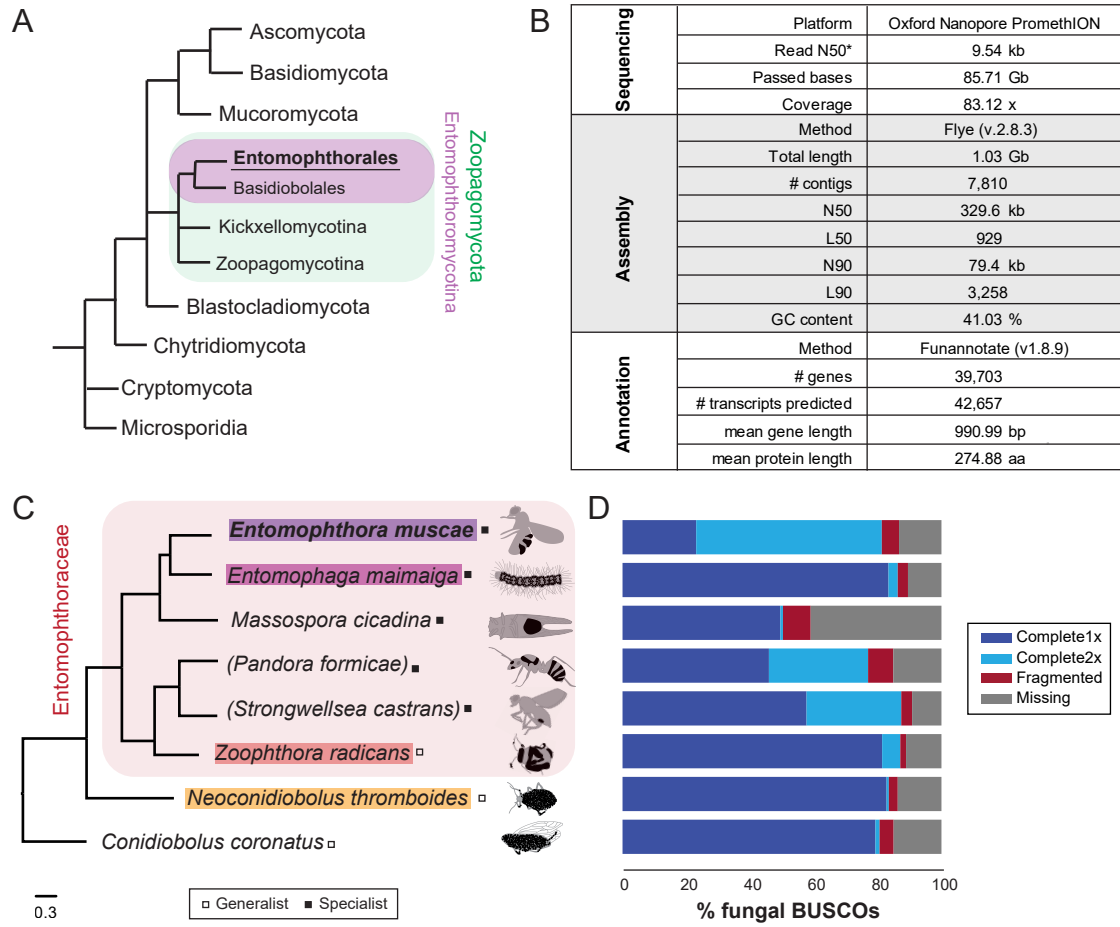 A
Ascomycota
Basidiomycota
Mucoromycota
Entomophthorales
Basidiobolales
Kickxellomycotina
Zoopagomycotina
Blastocladiomycota
Chytridiomycota
Cryptomycota
Microsporidia
Entomophthoromycotina
Zoopagomycota
B
Sequencing
Platform Oxford Nanopore PromethION
Read N50* 9.54 kb
Passed bases 85.71 Gb
Coverage 83.12 x
Assembly
Method Flye (v.2.8.3)
Total length 1.03 Gb
# contigs 7,810
N50 329.6 kb
L50 929
N90 79.4 kb
L90 3,258
GC content 41.03 %
Annotation
Method Funannotate (v1.8.9)
# genes 39,703
# transcripts predicted 42,657
mean gene length 990.99 bp
mean protein length 274.88 aa
C
Entomophthoraceae
Entomophthora muscae
Entomophaga maimaiga
Massospora cicadina
(Pandora formicae)
(Strongwellsea castrans)
Zoophthora radicans
Neoconidiobolus thromboides
Conidiobolus coronatus
0.3
Generalist Specialist
D
0 20 40 60 80 100
% fungal BUSCOs
Complete1x
Complete2x
Fragmented
Missing